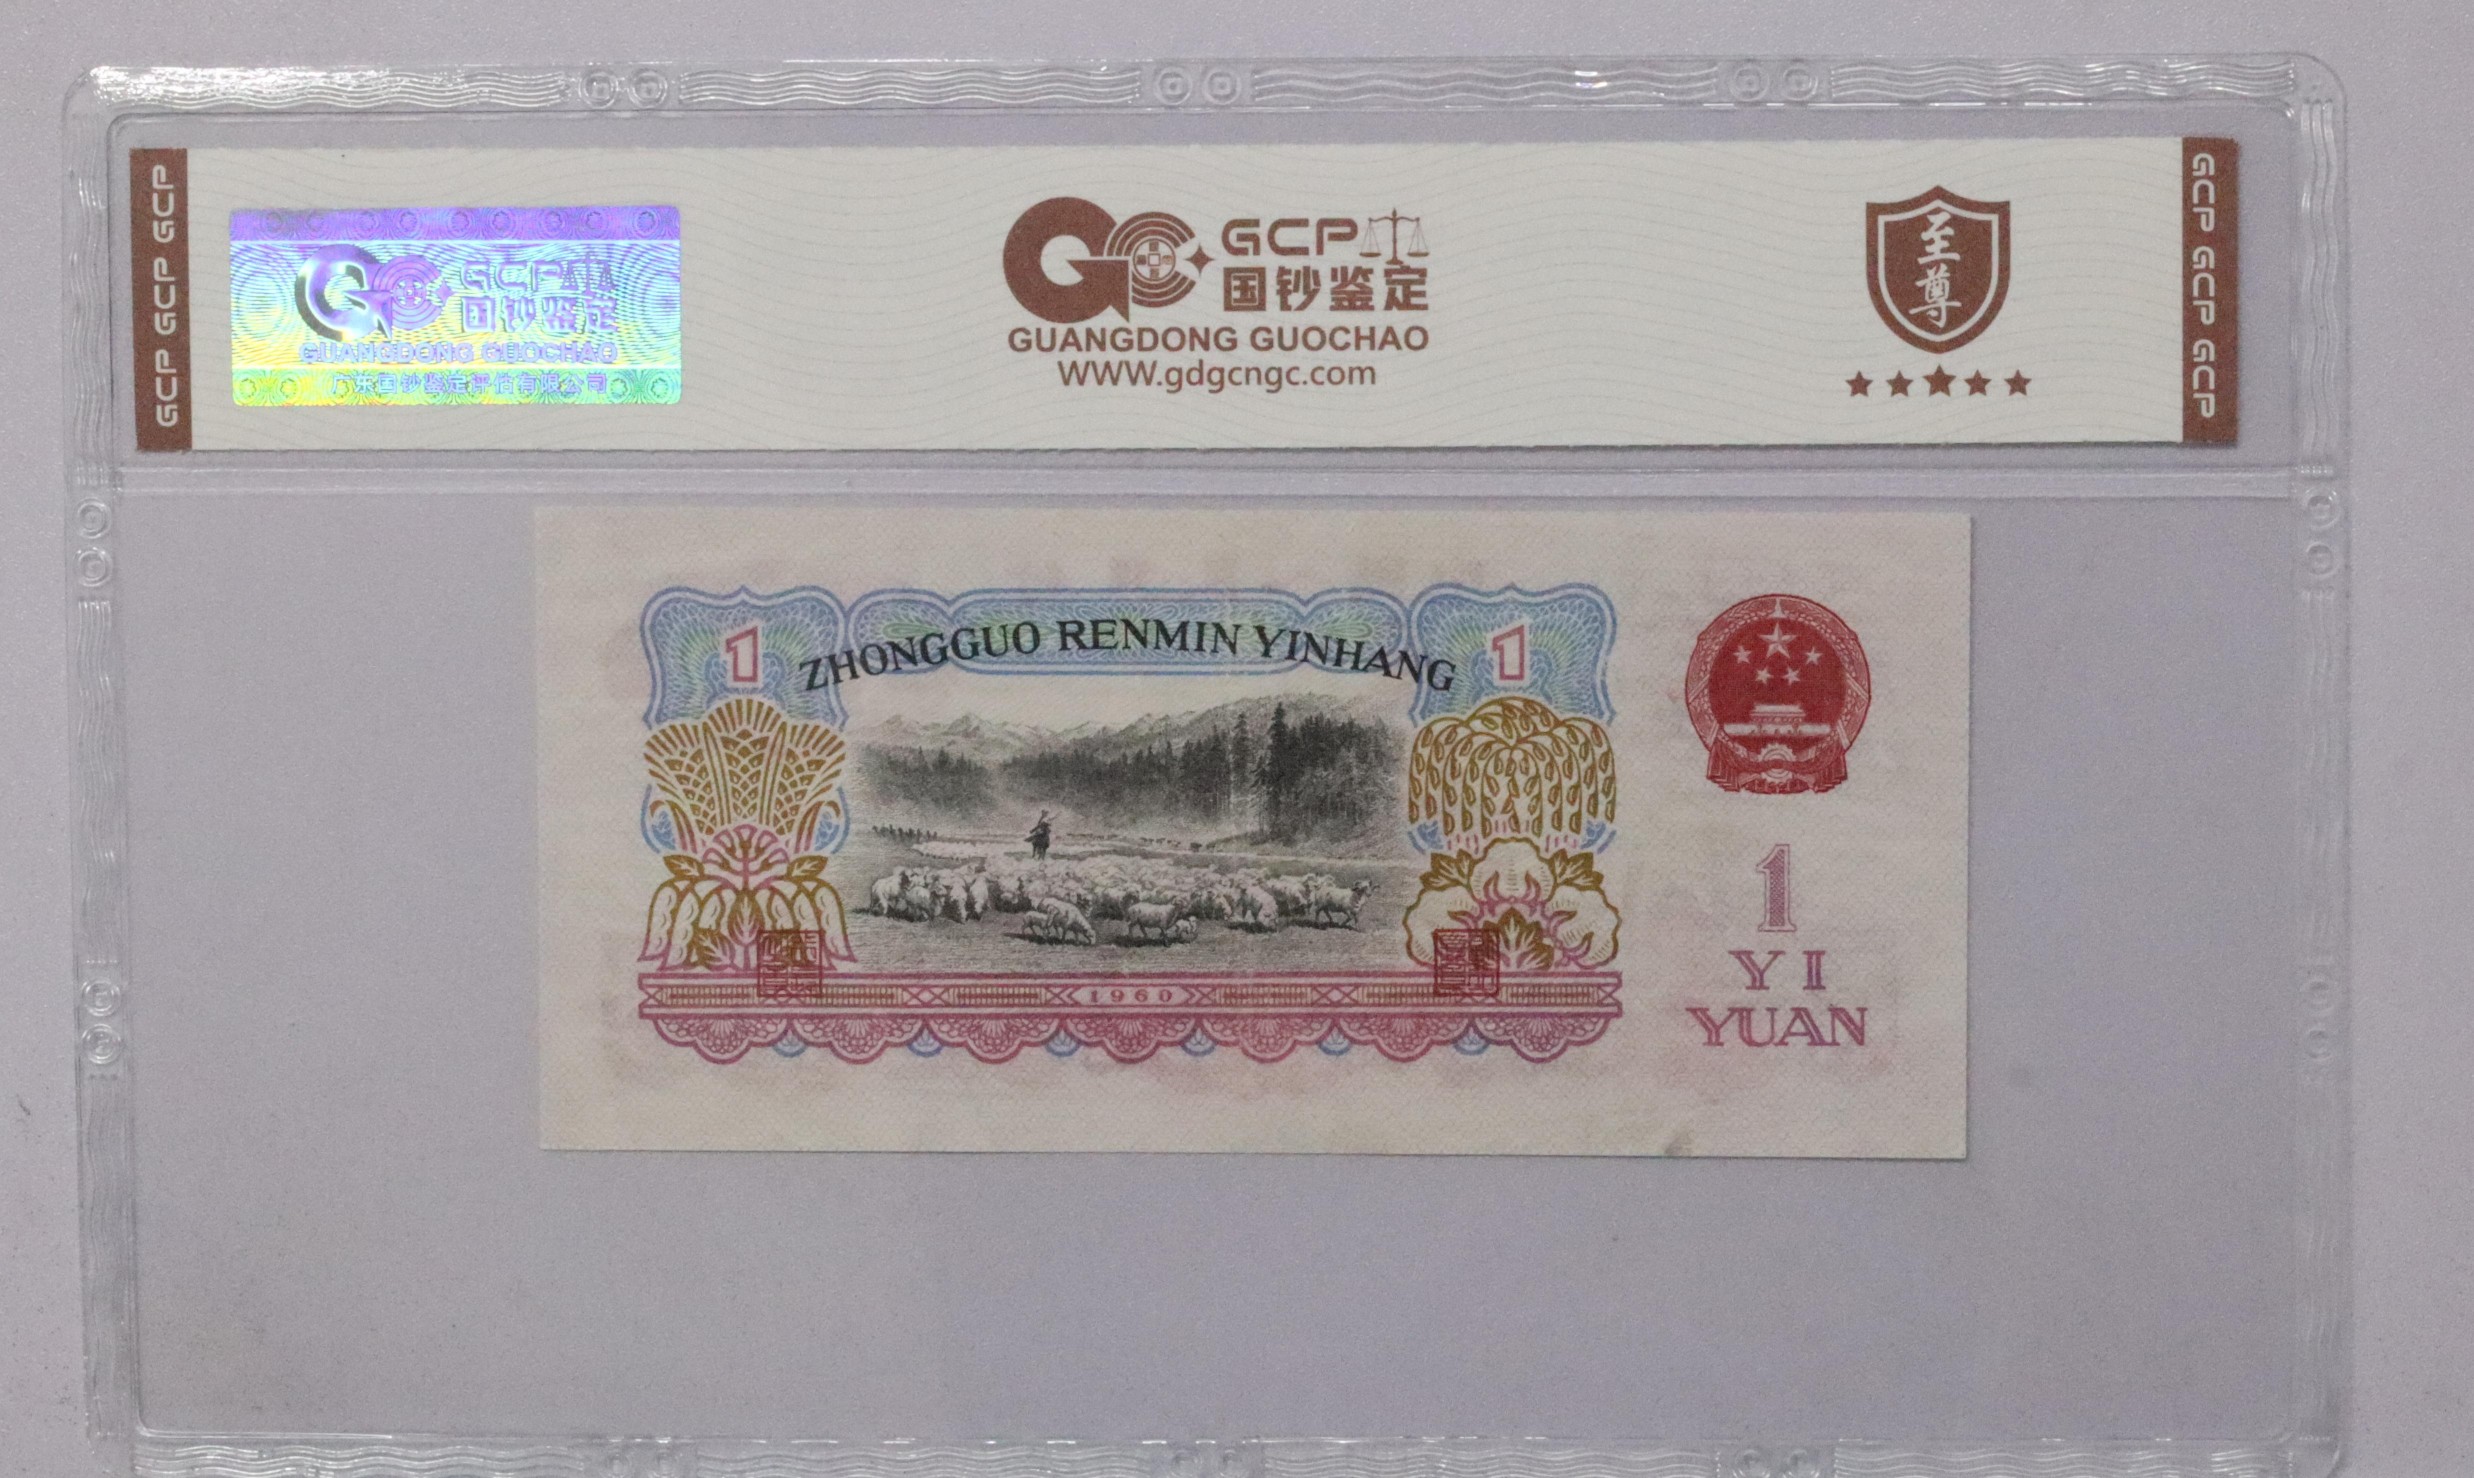 GCP GCP GCP
GCP
国钞鉴定
GUANGDONG GUOCHAO
广东国钞鉴定评估有限公司
GCP
国钞鉴定
GUANGDONG GUOCHAO
WWW.gdgcngc.com
至尊
GCP GCP GCP
1
ZHONGGUO RENMIN YINHANG
1
1960
1
YI
YUAN